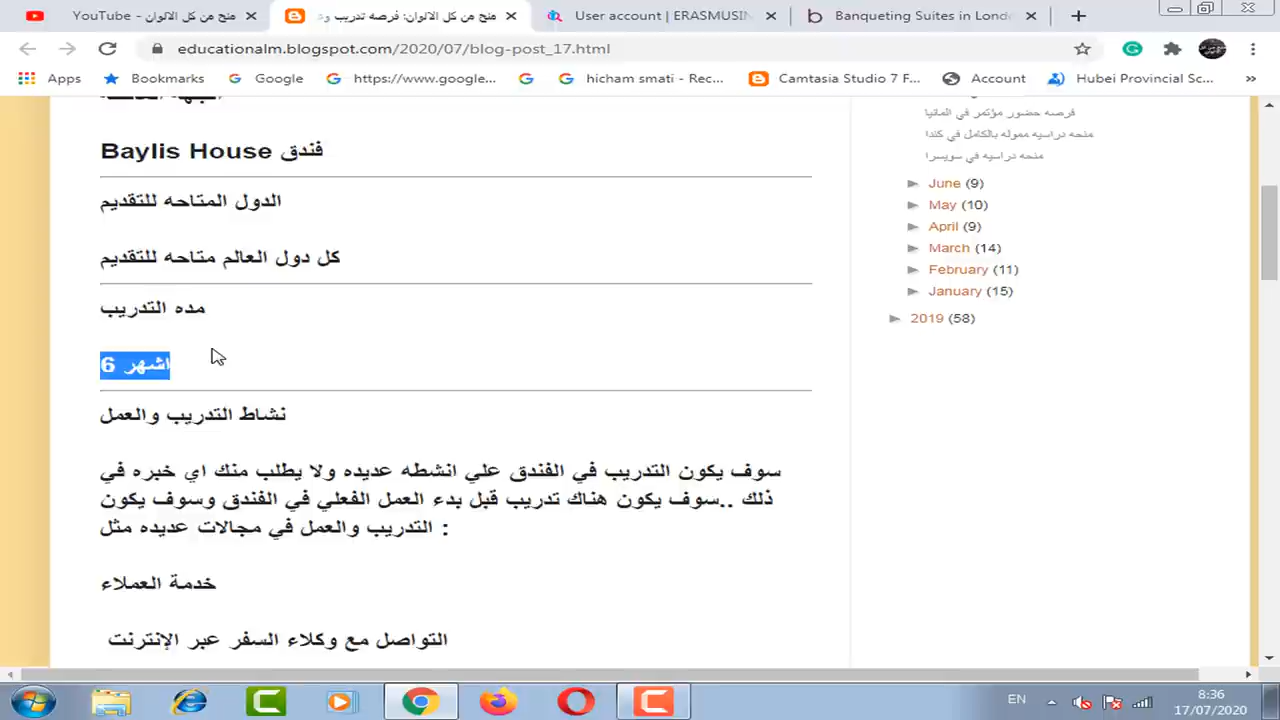 YouTube - منح من كل الالوان
منح من كل الالوان: فرصه تدريب وع
User account | ERASMUSIN
Banqueting Suites in Londo
educationalm.blogspot.com/2020/07/blog-post_17.html
Apps
Bookmarks
Google
https://www.google...
hicham smati - Rec...
Camtasia Studio 7 F...
Account
Hubei Provincial Sc...
»
فندق Baylis House
الدول المتاحه للتقديم
كل دول العالم متاحه للتقديم
مده التدريب
6 اشهر
نشاط التدريب والعمل
سوف يكون التدريب في الفندق علي انشطه عديده ولا يطلب منك اي خبره في
ذلك ..سوف يكون هناك تدريب قبل بدء العمل الفعلي في الفندق وسوف يكون
التدريب والعمل في مجالات عديده مثل :
خدمة العملاء
التواصل مع وكلاء السفر عبر الإنترنت
فرصه حضور مؤتمر في المانيا
منحه دراسيه مموله بالكامل في كندا
منحه دراسيه في سويسرا
► June (9)
► May (10)
► April (9)
► March (14)
► February (11)
► January (15)
► 2019 (58)
EN
8:36
17/07/2020